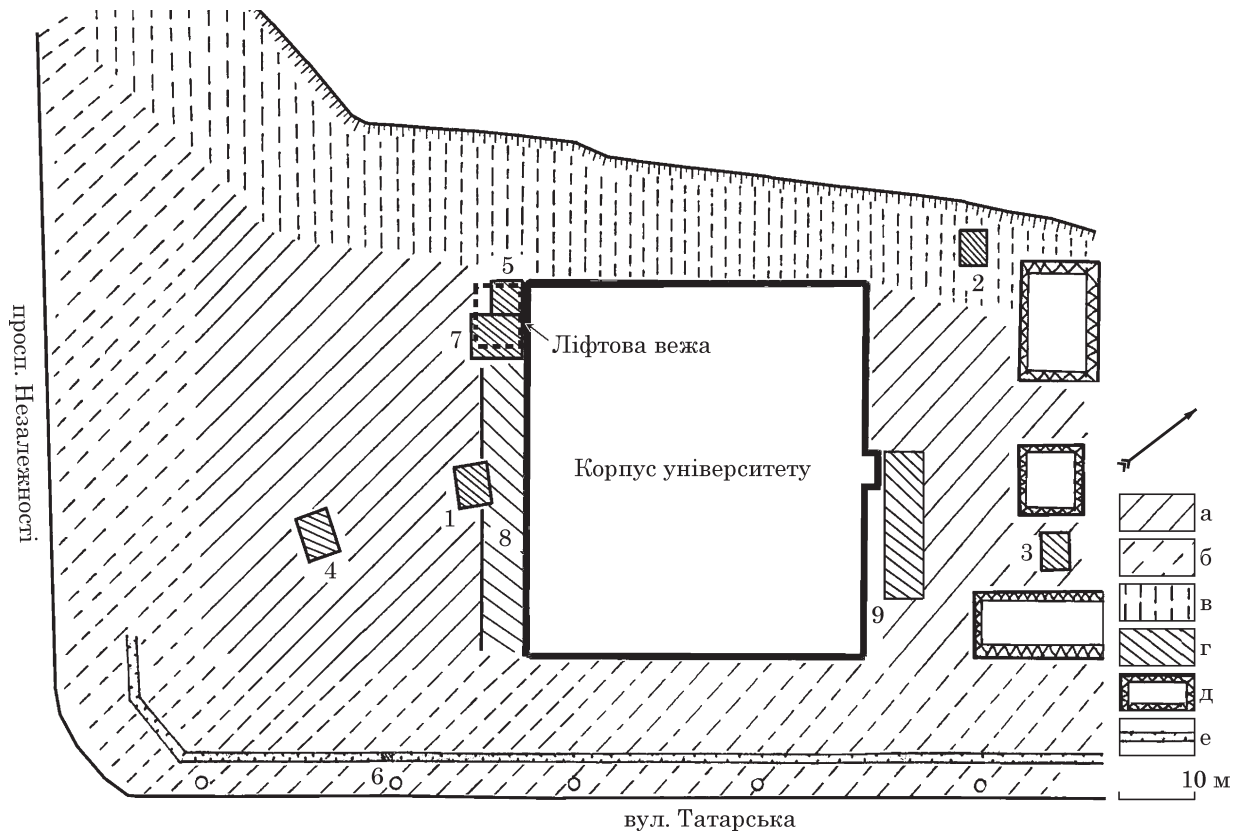 5
2
7
Ліфтова вежа
просп. Незалежності
Корпус університету
1
8
4
3
9
а
б
в
г
д
е
6
10 м
вул. Татарська